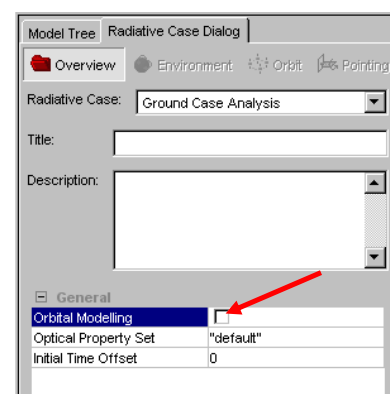 Model Tree Radiative Case Dialog
Overview Environment Orbit Pointing
Radiative Case: Ground Case Analysis
Title:
Description:
General
Orbital Modelling
Optical Property Set "default"
Initial Time Offset 0